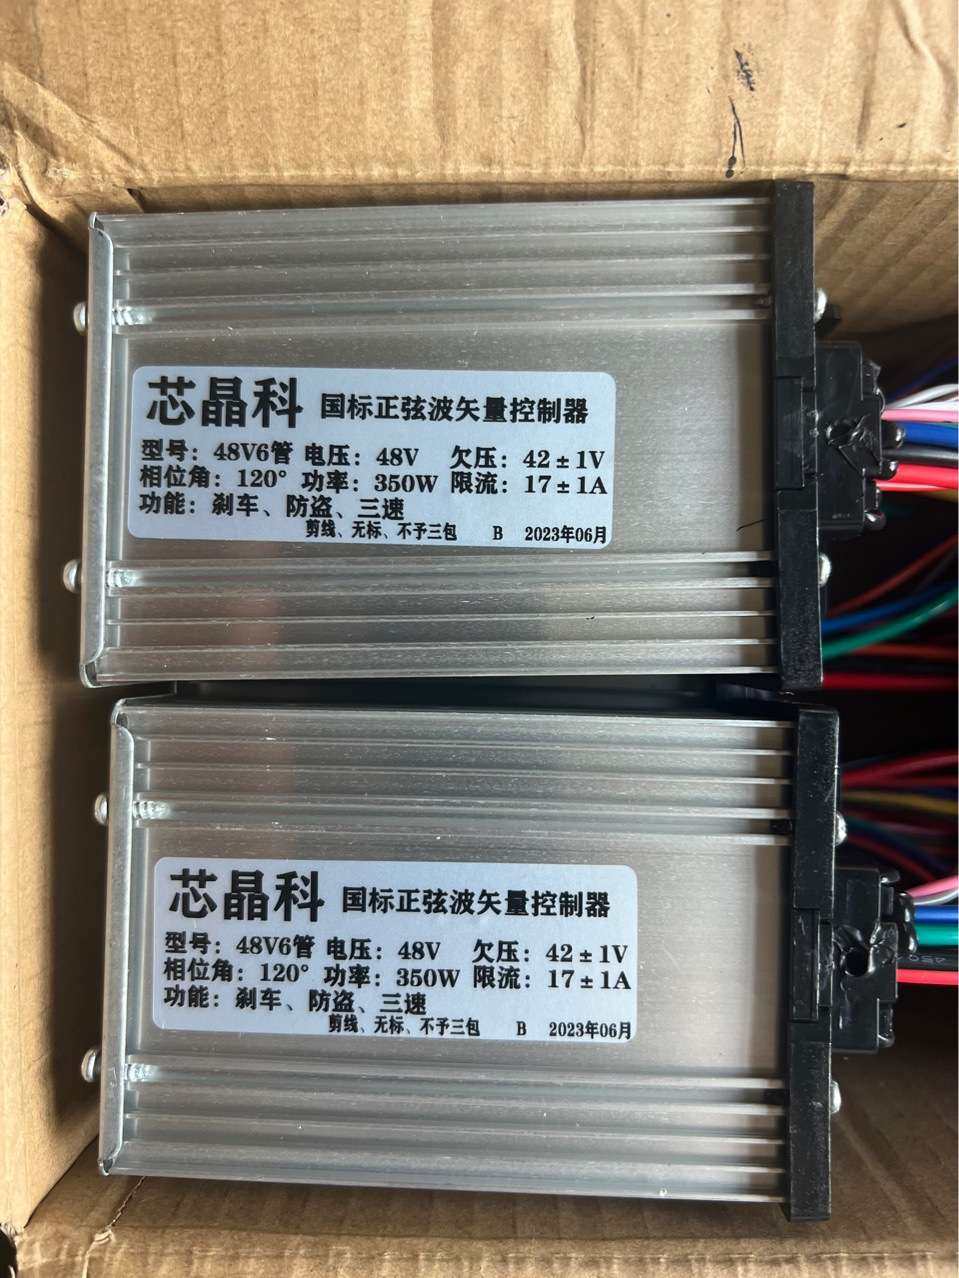 芯晶科 国标正弦波矢量控制器
型号：48V6管 电压：48V 欠压：42±1V
相位角：120° 功率：350W 限流：17±1A
功能：刹车、防盗、三速
剪线、无标、不予三包 B 2023年06月
芯晶科 国标正弦波矢量控制器
型号：48V6管 电压：48V 欠压：42±1V
相位角：120° 功率：350W 限流：17±1A
功能：刹车、防盗、三速
剪线、无标、不予三包 B 2023年06月